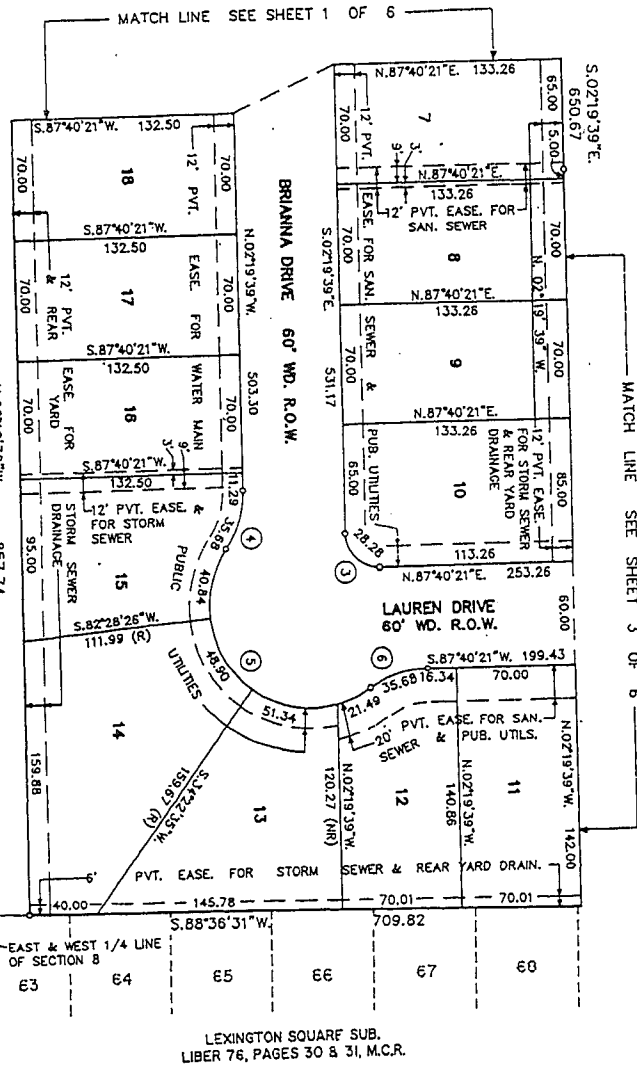 MATCH LINE SEE SHEET 1 OF 6
N.87°40'21"E. 133.26
S.02°19'39"E.
650.67
65.00
5.00
70.00
12' PVT.
7
9'
3'
N.87°40'21"E.
133.26
12' PVT. EASE. FOR
SAN. SEWER
S.87°40'21"W. 132.50
70.00
18
12' PVT.
70.00
S.87°40'21"W.
132.50
BRIANNA DRIVE 60' WD. R.O.W.
N.02°19'39"W.
503.30
S.02°19'39"E.
531.17
70.00
EASE. FOR SAN. SEWER &
PUB. UTILITIES
8
70.00
N. 02° 19' 39" W.
N.87°40'21"E.
133.26
70.00
12' PVT.
& REAR
17
EASE. FOR
70.00
S.87°40'21"W.
132.50
70.00
9
70.00
N.87°40'21"E.
133.26
MATCH LINE SEE SHEET 3 OF
70.00
EASE. FOR
YARD
16
WATER MAIN
70.00
S.87°40'21"W.
3'
9'
132.50
11.29
12' PVT. EASE. &
FOR STORM
SEWER
65.00
10
12' PVT. EASE.
FOR STORM SEWER
& REAR YARD
DRAINAGE
85.00
28.28
3
113.26
N.87°40'21"E. 253.26
35.68
4
STORM SEWER
DRAINAGE
95.00
15
PUBLIC
UTILITIES
40.84
LAUREN DRIVE
60' WD. R.O.W.
60.00
857.74
S.82°28'26"W.
111.99 (R)
48.90
5
6
S.87°40'21"W. 199.43
35.68
16.34
70.00
21.49
51.34
20' PVT. EASE. FOR SAN.
SEWER & PUB. UTILS.
14
159.88
S.34°22'35"W.
159.67 (R)
13
N.02°19'39"W.
120.27 (NR)
12
N.02°19'39"W.
140.86
11
N.02°19'39"W.
142.00
6' PVT. EASE. FOR STORM SEWER & REAR YARD DRAIN.
40.00
145.78
70.01
70.01
S.88°36'31"W.
709.82
EAST & WEST 1/4 LINE
OF SECTION 8
63
64
65
66
67
68
LEXINGTON SQUARE SUB.
LIBER 76, PAGES 30 & 31, M.C.R.